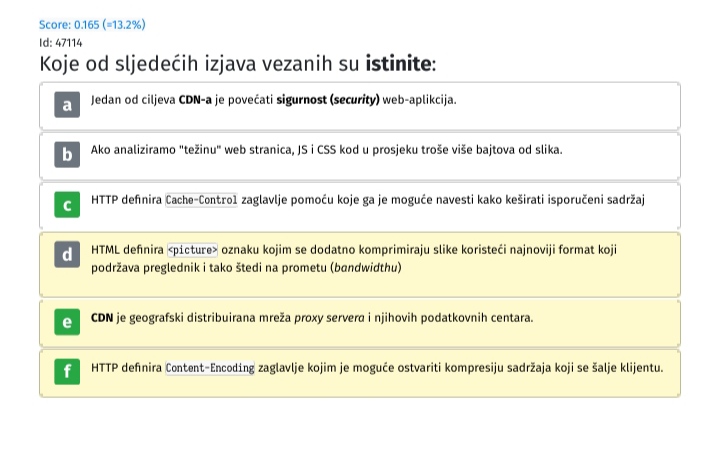 Score: 0.165 (=13.2%)
Id: 47114
Koje od sljedećih izjava vezanih su istinite:
a Jedan od ciljeva CDN-a je povećati sigurnost (security) web-aplikcija.
b Ako analiziramo "težinu" web stranica, JS i CSS kod u prosjeku troše više bajtova od slika.
c HTTP definira Cache-Control zaglavlje pomoću koje ga je moguće navesti kako keširati isporučeni sadržaj
d HTML definira <picture> oznaku kojim se dodatno komprimiraju slike koristeći najnoviji format koji
podržava preglednik i tako štedi na prometu (bandwidthu)
e CDN je geografski distribuirana mreža proxy servera i njihovih podatkovnih centara.
f HTTP definira Content-Encoding zaglavlje kojim je moguće ostvariti kompresiju sadržaja koji se šalje klijentu.